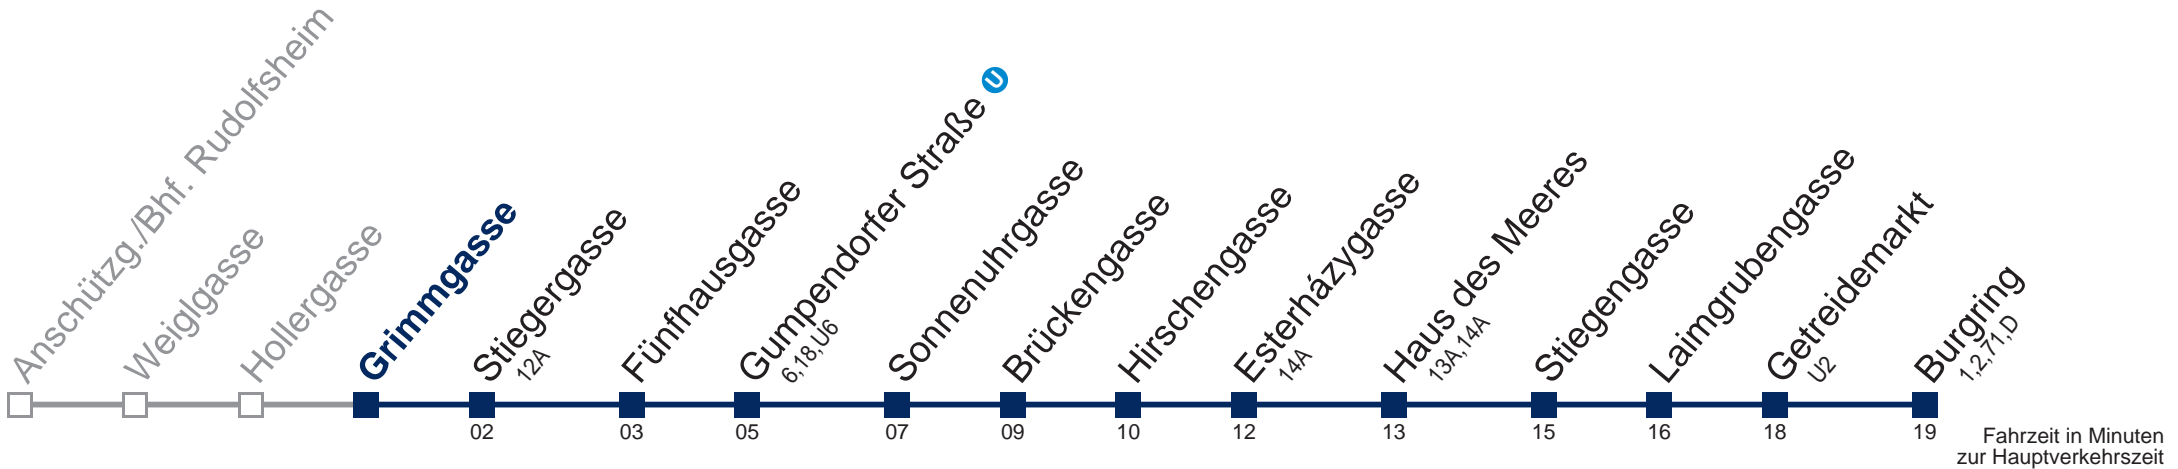 Anschützg./Bhf. Rudolfsheim
Weiglgasse
Hollergasse
Grimmgasse
Stiegergasse
12A
Fünfhausgasse
Gumpendorfer Straße U
6,18,U6
Sonnenuhrgasse
Brückengasse
Hirschengasse
Esterházygasse
14A
Haus des Meeres
13A,14A
Stiegengasse
Laimgrubengasse
Getreidemarkt
U2
Burgring
1,2,71,D
02 03 05 07 09 10 12 13 15 16 18 19
Fahrzeit in Minuten
zur Hauptverkehrszeit